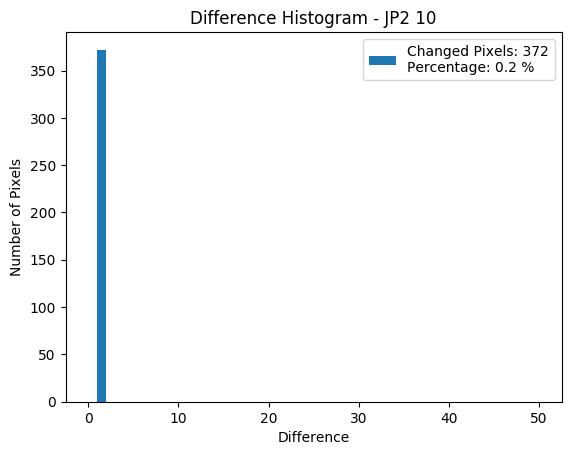 Difference Histogram - JP2 10
Changed Pixels: 372
Percentage: 0.2 %
Number of Pixels
350
300
250
200
150
100
50
0
0 10 20 30 40 50
Difference